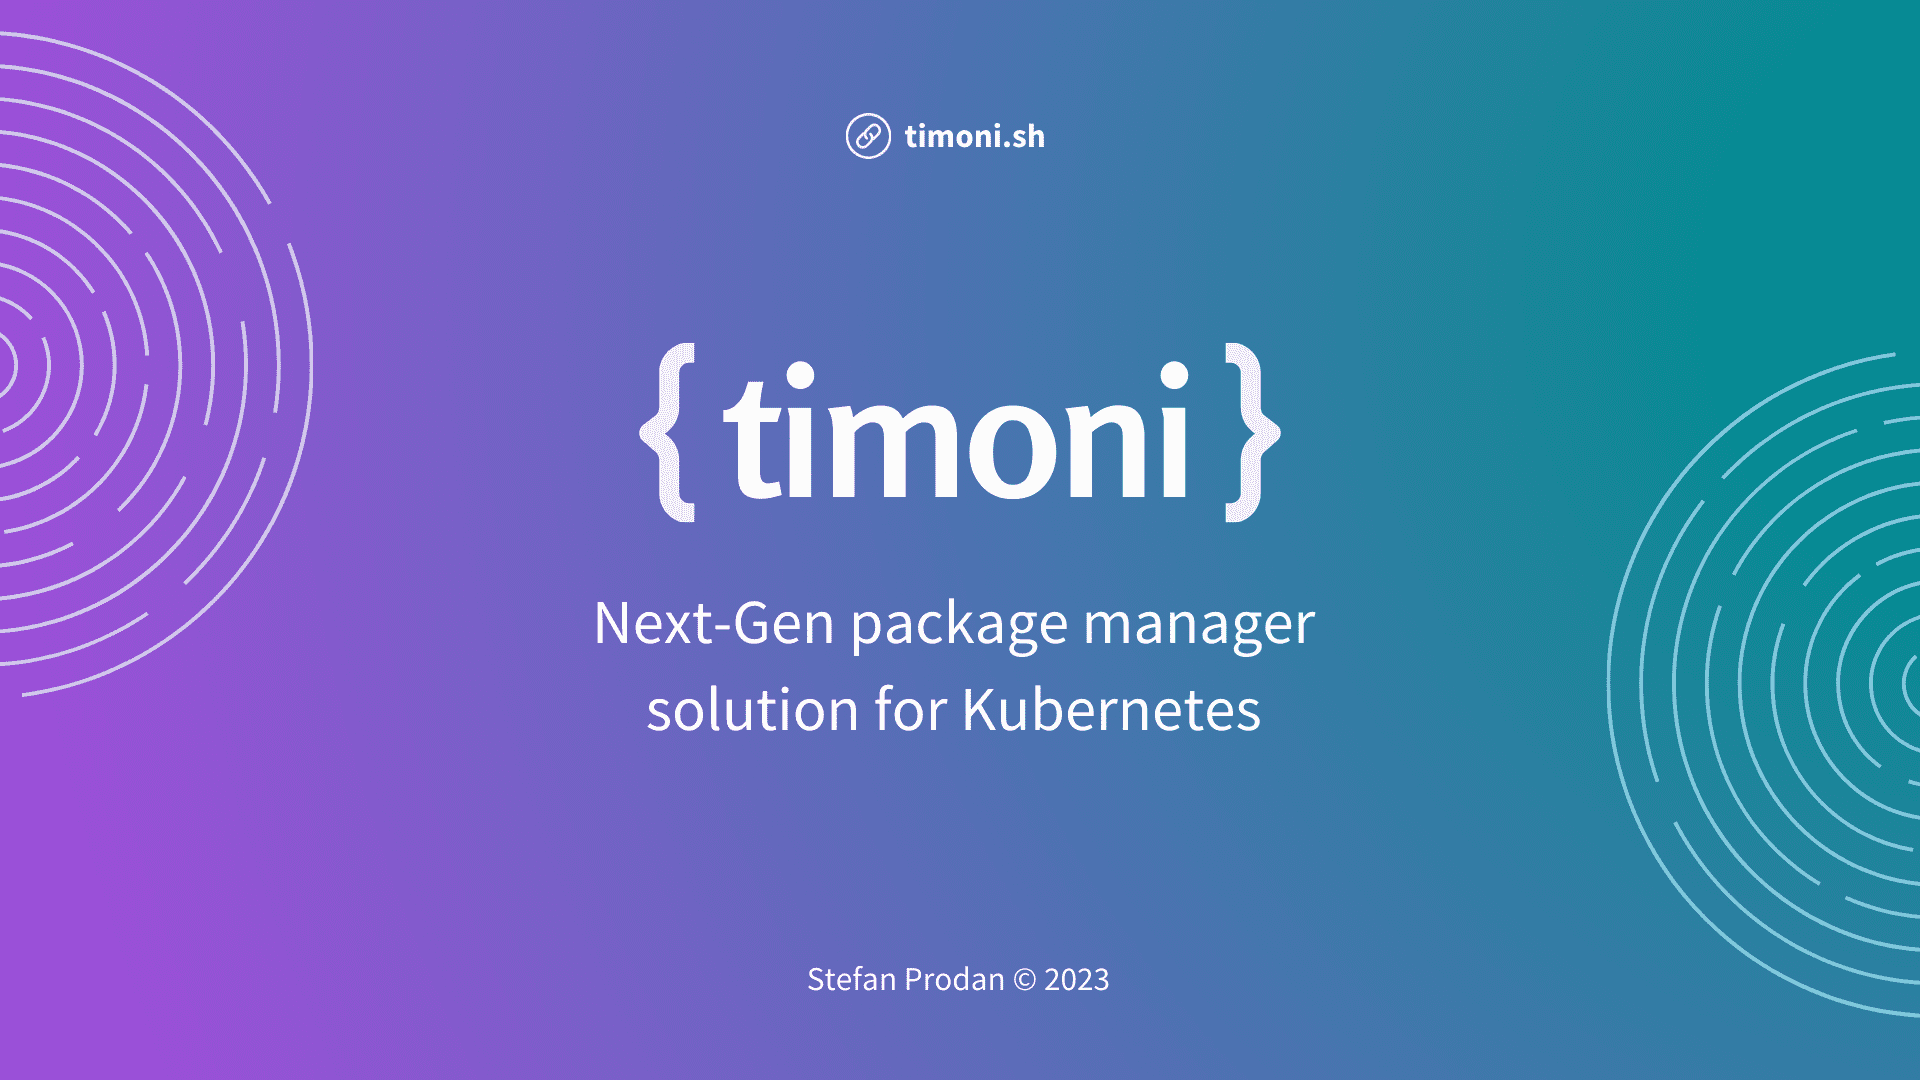 timoni.sh
{ timoni }
Next-Gen package manager
solution for Kubernetes
Stefan Prodan © 2023